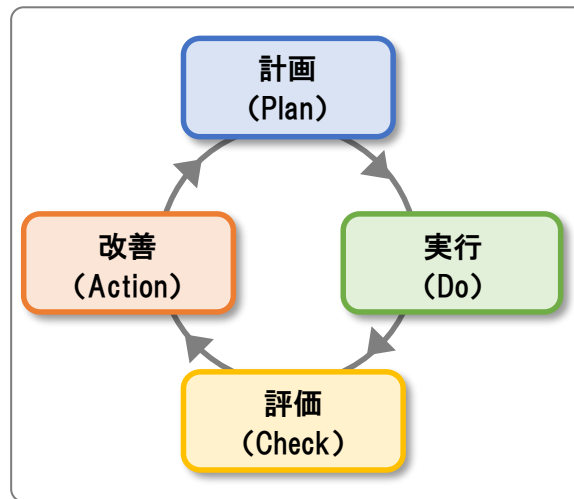 計画
（Plan）
実行
（Do）
評価
（Check）
改善
（Action）